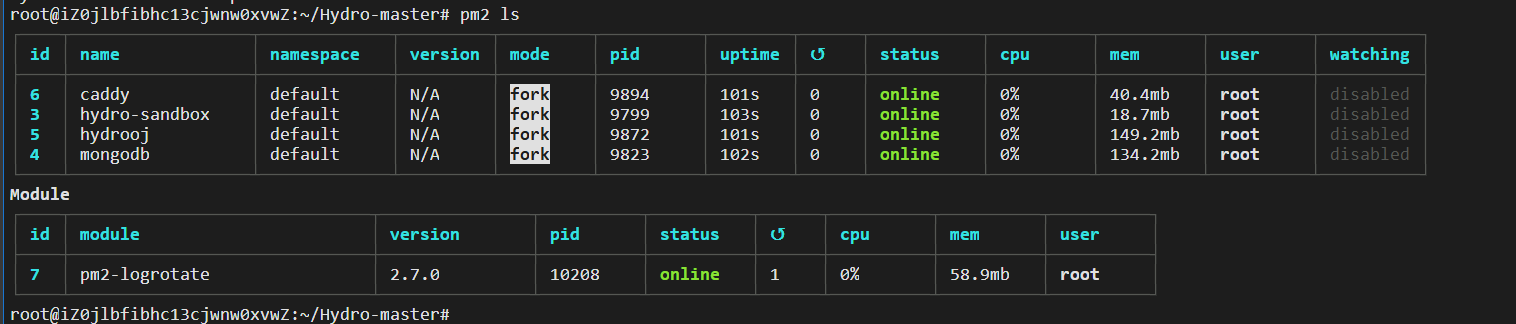 root@iZ0jlbfibhc13cjwnw0xvwZ:~/Hydro-master# pm2 ls
id name namespace version mode pid uptime ↺ status cpu mem user watching
6 caddy default N/A fork 9894 101s 0 online 0% 40.4mb root disabled
3 hydro-sandbox default N/A fork 9799 103s 0 online 0% 18.7mb root disabled
5 hydrooj default N/A fork 9872 101s 0 online 0% 149.2mb root disabled
4 mongodb default N/A fork 9823 102s 0 online 0% 134.2mb root disabled
Module
id module version pid status ↺ cpu mem user
7 pm2-logrotate 2.7.0 10208 online 1 0% 58.9mb root
root@iZ0jlbfibhc13cjwnw0xvwZ:~/Hydro-master#